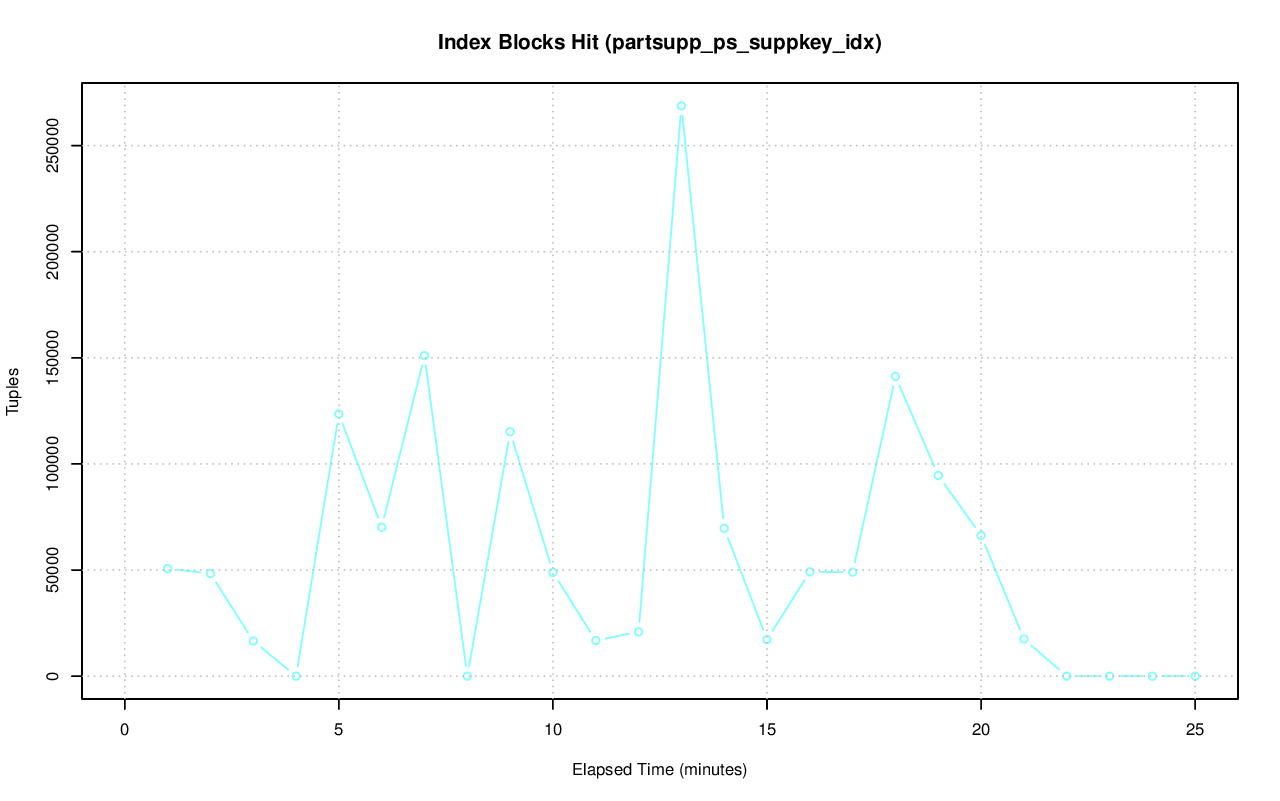 Index Blocks Hit (partsupp_ps_suppkey_idx)
250000
200000
150000
100000
50000
0
Tuples
0 5 10 15 20 25
Elapsed Time (minutes)